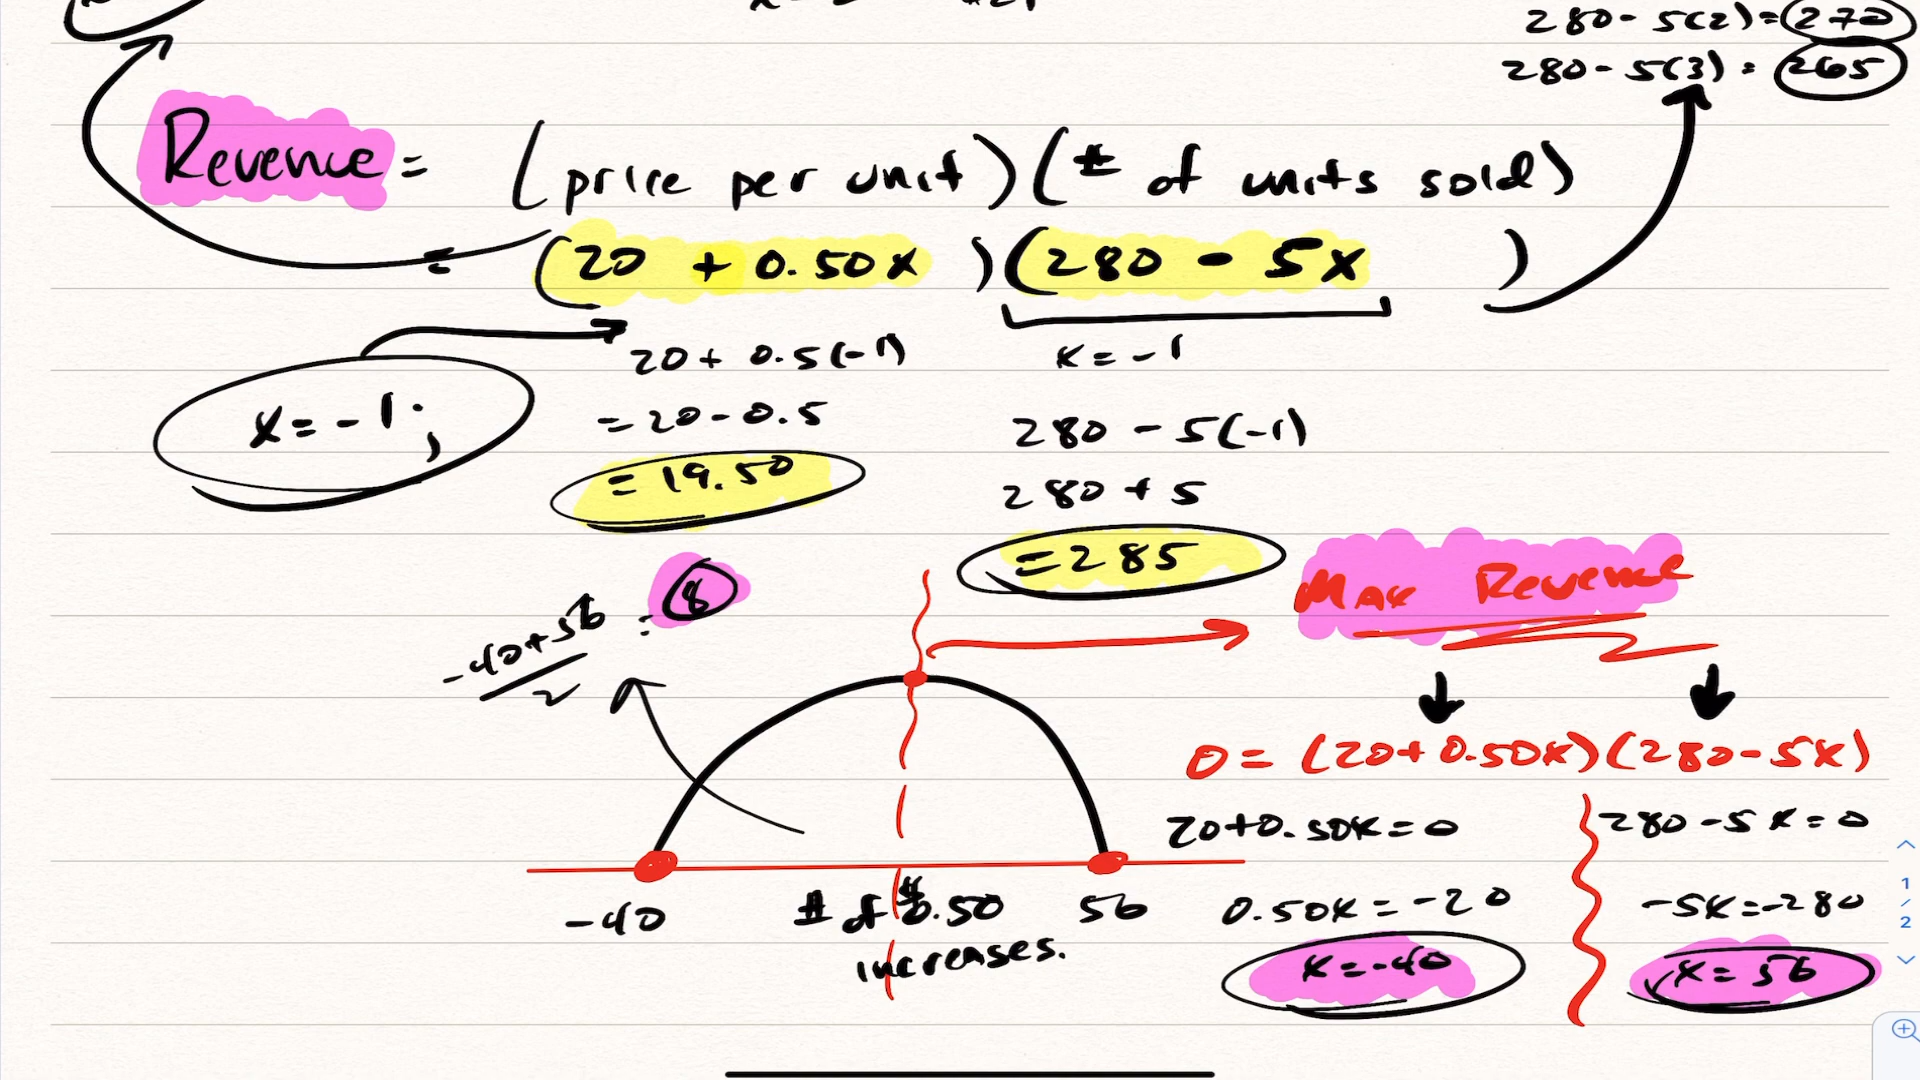 280 - 5(2) = 270
280 - 5(3) = 265
Revenue = (price per unit)(# of units sold)
= (20 + 0.50x)(280 - 5x)
20 + 0.5(-1)
x = -1
x = -1;
= 20 - 0.5
280 - 5(-1)
= 19.50
280 + 5
= 285
Max Revenue
-40+56 = 8
2
0 = (20+0.50x)(280-5x)
20+0.50x=0
280-5x=0
-40
# of $0.50
56
0.50x = -20
-5x=-280
increases.
x=-40
x=56
1
/
2